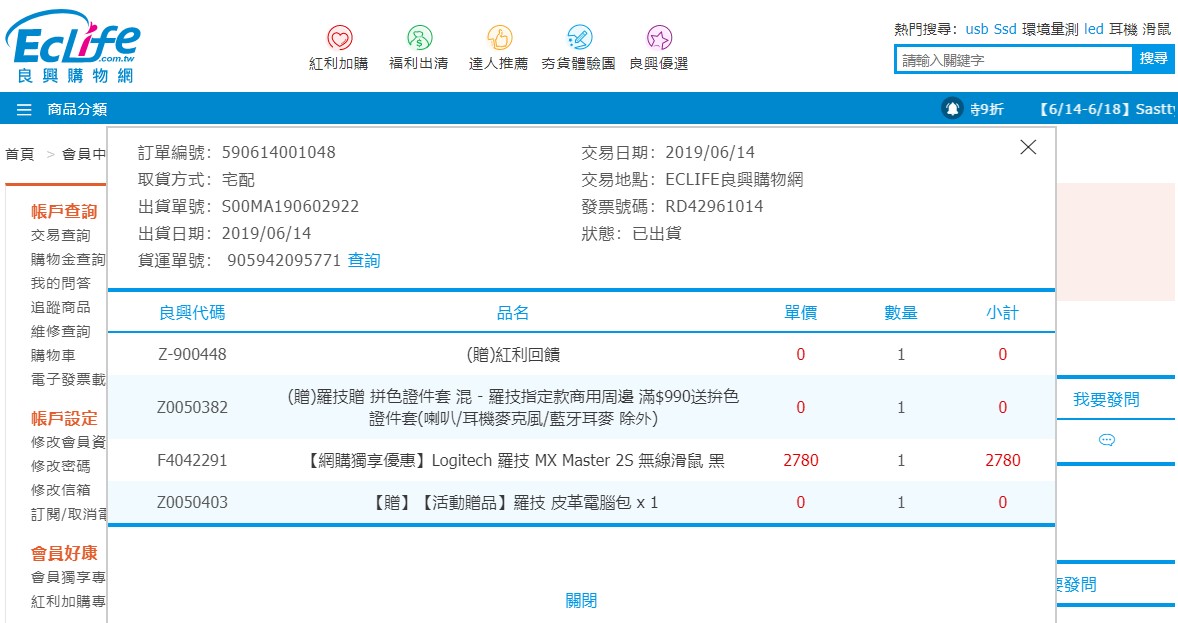 EcLife.com.tw
良興購物網
紅利加購 福利出清 達人推薦 夯貨體驗團 良興優選
熱門搜尋: usb Ssd 環境量測 led 耳機 滑鼠
請輸入關鍵字 搜尋
商品分類
時9折 【6/14-6/18】Sastty
首頁 > 會員中
帳戶查詢
交易查詢
購物金查詢
我的問答
追蹤商品
維修查詢
購物車
電子發票載
帳戶設定
修改會員資
修改密碼
修改信箱
訂閱/取消電
會員好康
會員獨享專
紅利加購專
訂單編號: 590614001048
交易日期: 2019/06/14
取貨方式: 宅配
交易地點: ECLIFE良興購物網
出貨單號: S00MA190602922
發票號碼: RD42961014
出貨日期: 2019/06/14
狀態: 已出貨
貨運單號: 905942095771 查詢
良興代碼 品名 單價 數量 小計
Z-900448 (贈)紅利回饋 0 1 0
Z0050382 (贈)羅技贈 拼色證件套 混 - 羅技指定款商用周邊 滿$990送拚色
證件套(喇叭/耳機麥克風/藍牙耳麥 除外) 0 1 0
F4042291 【網購獨享優惠】Logitech 羅技 MX Master 2S 無線滑鼠 黑 2780 1 2780
Z0050403 【贈】【活動贈品】羅技 皮革電腦包 x 1 0 1 0
關閉
我要發問
要發問